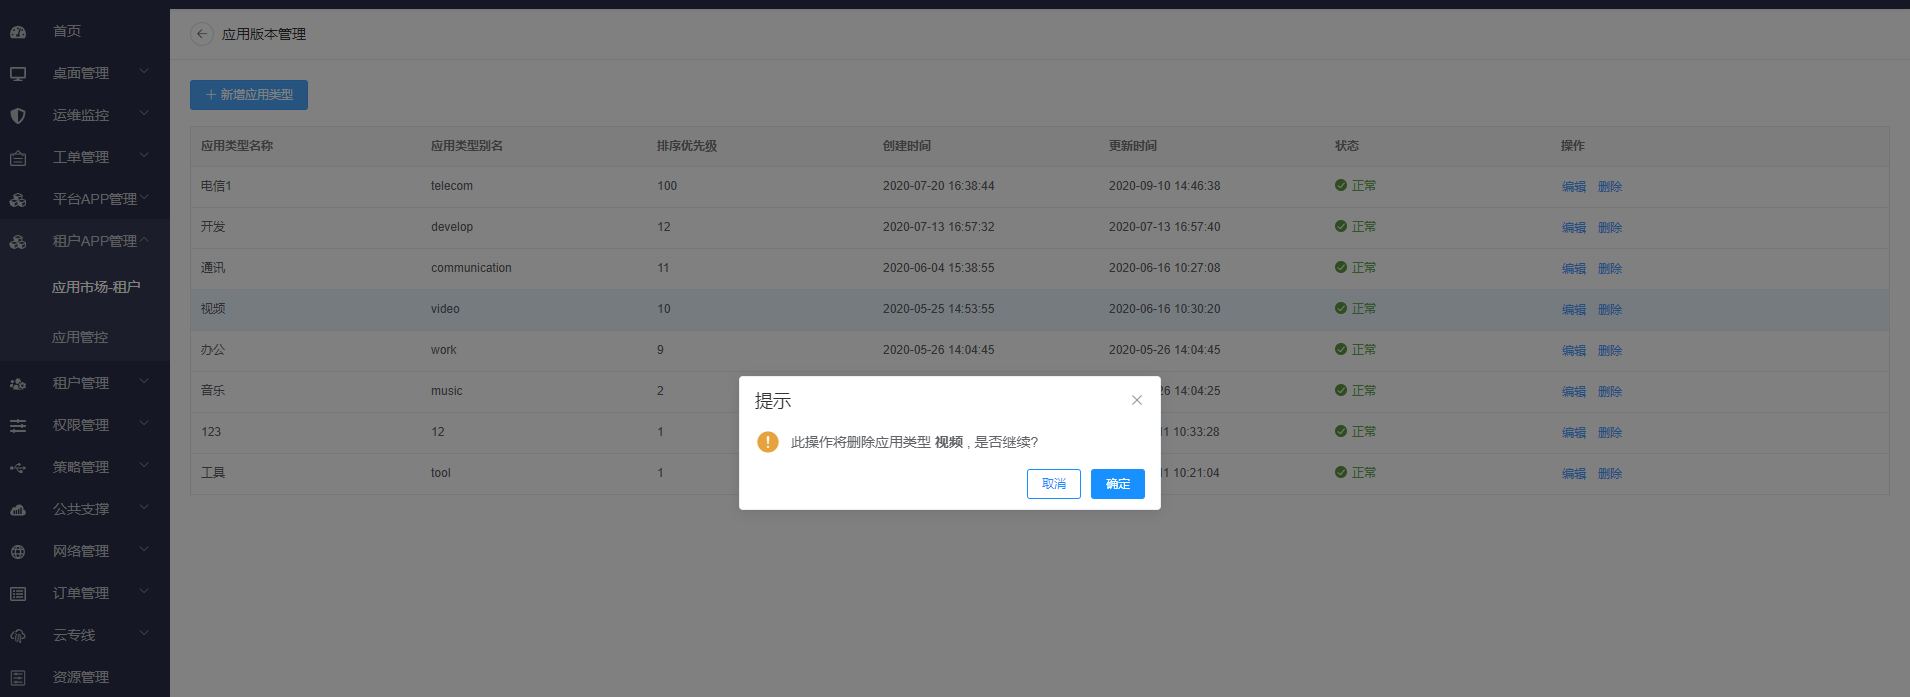 首页
桌面管理
运维监控
工单管理
平台APP管理
租户APP管理
应用市场-租户
应用管控
租户管理
权限管理
策略管理
公共支撑
网络管理
订单管理
云专线
资源管理
应用版本管理
新增应用类型
应用类型名称 应用类型别名 排序优先级 创建时间 更新时间 状态 操作
电信1 telecom 100 2020-07-20 16:38:44 2020-09-10 14:46:38 正常 编辑 删除
开发 develop 12 2020-07-13 16:57:32 2020-07-13 16:57:40 正常 编辑 删除
通讯 communication 11 2020-06-04 15:38:55 2020-06-16 10:27:08 正常 编辑 删除
视频 video 10 2020-05-25 14:53:55 2020-06-16 10:30:20 正常 编辑 删除
办公 work 9 2020-05-26 14:04:45 2020-05-26 14:04:45 正常 编辑 删除
音乐 music 2 26 14:04:25 正常 编辑 删除
123 12 1 11 10:33:28 正常 编辑 删除
工具 tool 1 11 10:21:04 正常 编辑 删除
提示
此操作将删除应用类型 视频 , 是否继续?
取消 确定